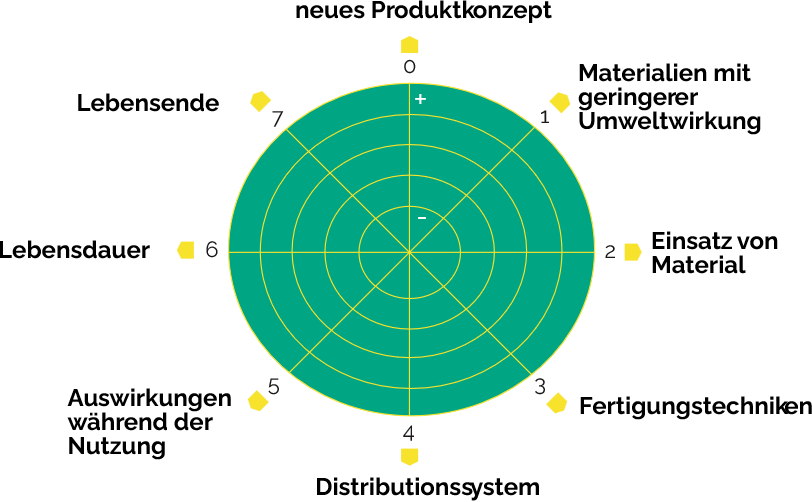 neues Produktkonzept
0
+
Materialien mit
geringerer
Umweltwirkung
1
Lebensende
7
–
Lebensdauer
6
2
Einsatz von
Material
Auswirkungen
während der
Nutzung
5
3
Fertigungstechniken
4
Distributionssystem